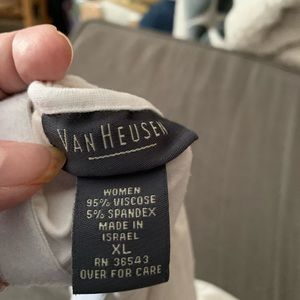 VAN HEUSEN
WOMEN
95% VISCOSE
5% SPANDEX
MADE IN
ISRAEL
XL
RN 36543
OVER FOR CARE